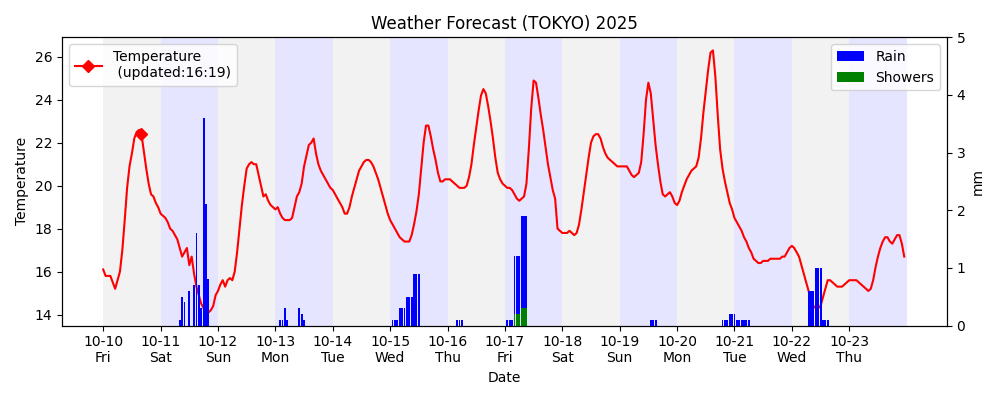 Weather Forecast (TOKYO) 2025
Temperature
(updated:16:19)
Rain
Showers
26
24
22
20
18
16
14
Temperature
5
4
3
2
1
0
mm
10-10 10-11 10-12 10-13 10-14 10-15 10-16 10-17 10-18 10-19 10-20 10-21 10-22 10-23
Fri Sat Sun Mon Tue Wed Thu Fri Sat Sun Mon Tue Wed Thu
Date